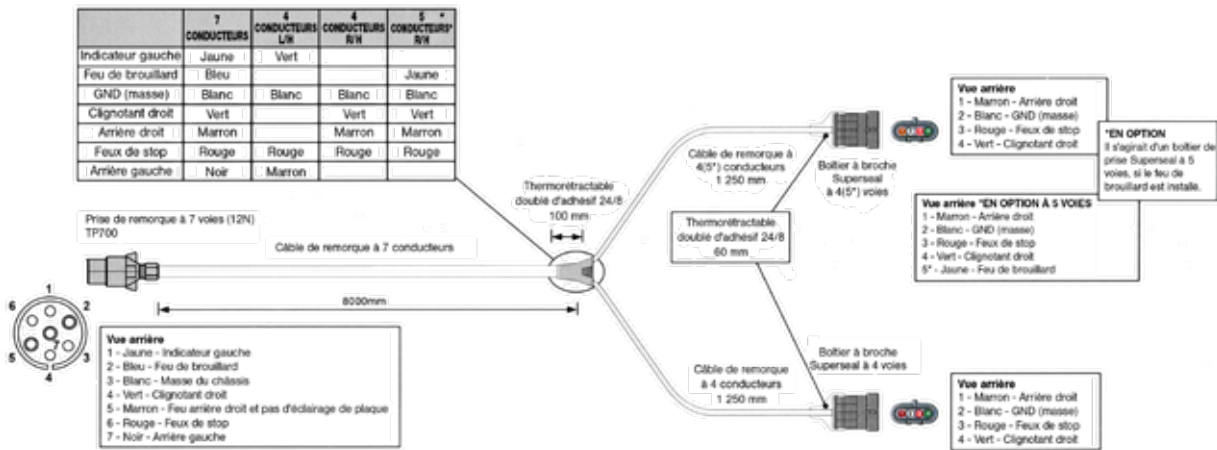 7 CONDUCTEURS
4 CONDUCTEURS L/H
4 CONDUCTEURS R/H
5 * CONDUCTEURS* R/H
Indicateur gauche Jaune Vert
Feu de brouillard Bleu Jaune
GND (masse) Blanc Blanc Blanc Blanc
Clignotant droit Vert Vert Vert
Arrière droit Marron Marron Marron
Feux de stop Rouge Rouge Rouge Rouge
Arrière gauche Noir Marron
Prise de remorque à 7 voies (12N)
TP700
Câble de remorque à 7 conducteurs
8000mm
Thermorétractable
doublé d'adhésif 24/8
100 mm
1
2
3
4
5
6
7
Vue arrière
1 - Jaune - Indicateur gauche
2 - Bleu - Feu de brouillard
3 - Blanc - Masse du châssis
4 - Vert - Clignotant droit
5 - Marron - Feu arrière droit et pas d'éclairage de plaque
6 - Rouge - Feux de stop
7 - Noir - Arrière gauche
Câble de remorque à
4(5*) conducteurs
1 250 mm
Boîtier à broche
Superseal
à 4(5*) voies
Thermorétractable
doublé d'adhésif 24/8
60 mm
Câble de remorque
à 4 conducteurs
1 250 mm
Boîtier à broche
Superseal à 4 voies
Vue arrière
1 - Marron - Arrière droit
2 - Blanc - GND (masse)
3 - Rouge - Feux de stop
4 - Vert - Clignotant droit
*EN OPTION
Il s'agirait d'un boîtier de
prise Superseal à 5
voies, si le feu de
brouillard est installé.
Vue arrière *EN OPTION À 5 VOIES
1 - Marron - Arrière droit
2 - Blanc - GND (masse)
3 - Rouge - Feux de stop
4 - Vert - Clignotant droit
5* - Jaune - Feu de brouillard
Vue arrière
1 - Marron - Arrière droit
2 - Blanc - GND (masse)
3 - Rouge - Feux de stop
4 - Vert - Clignotant droit